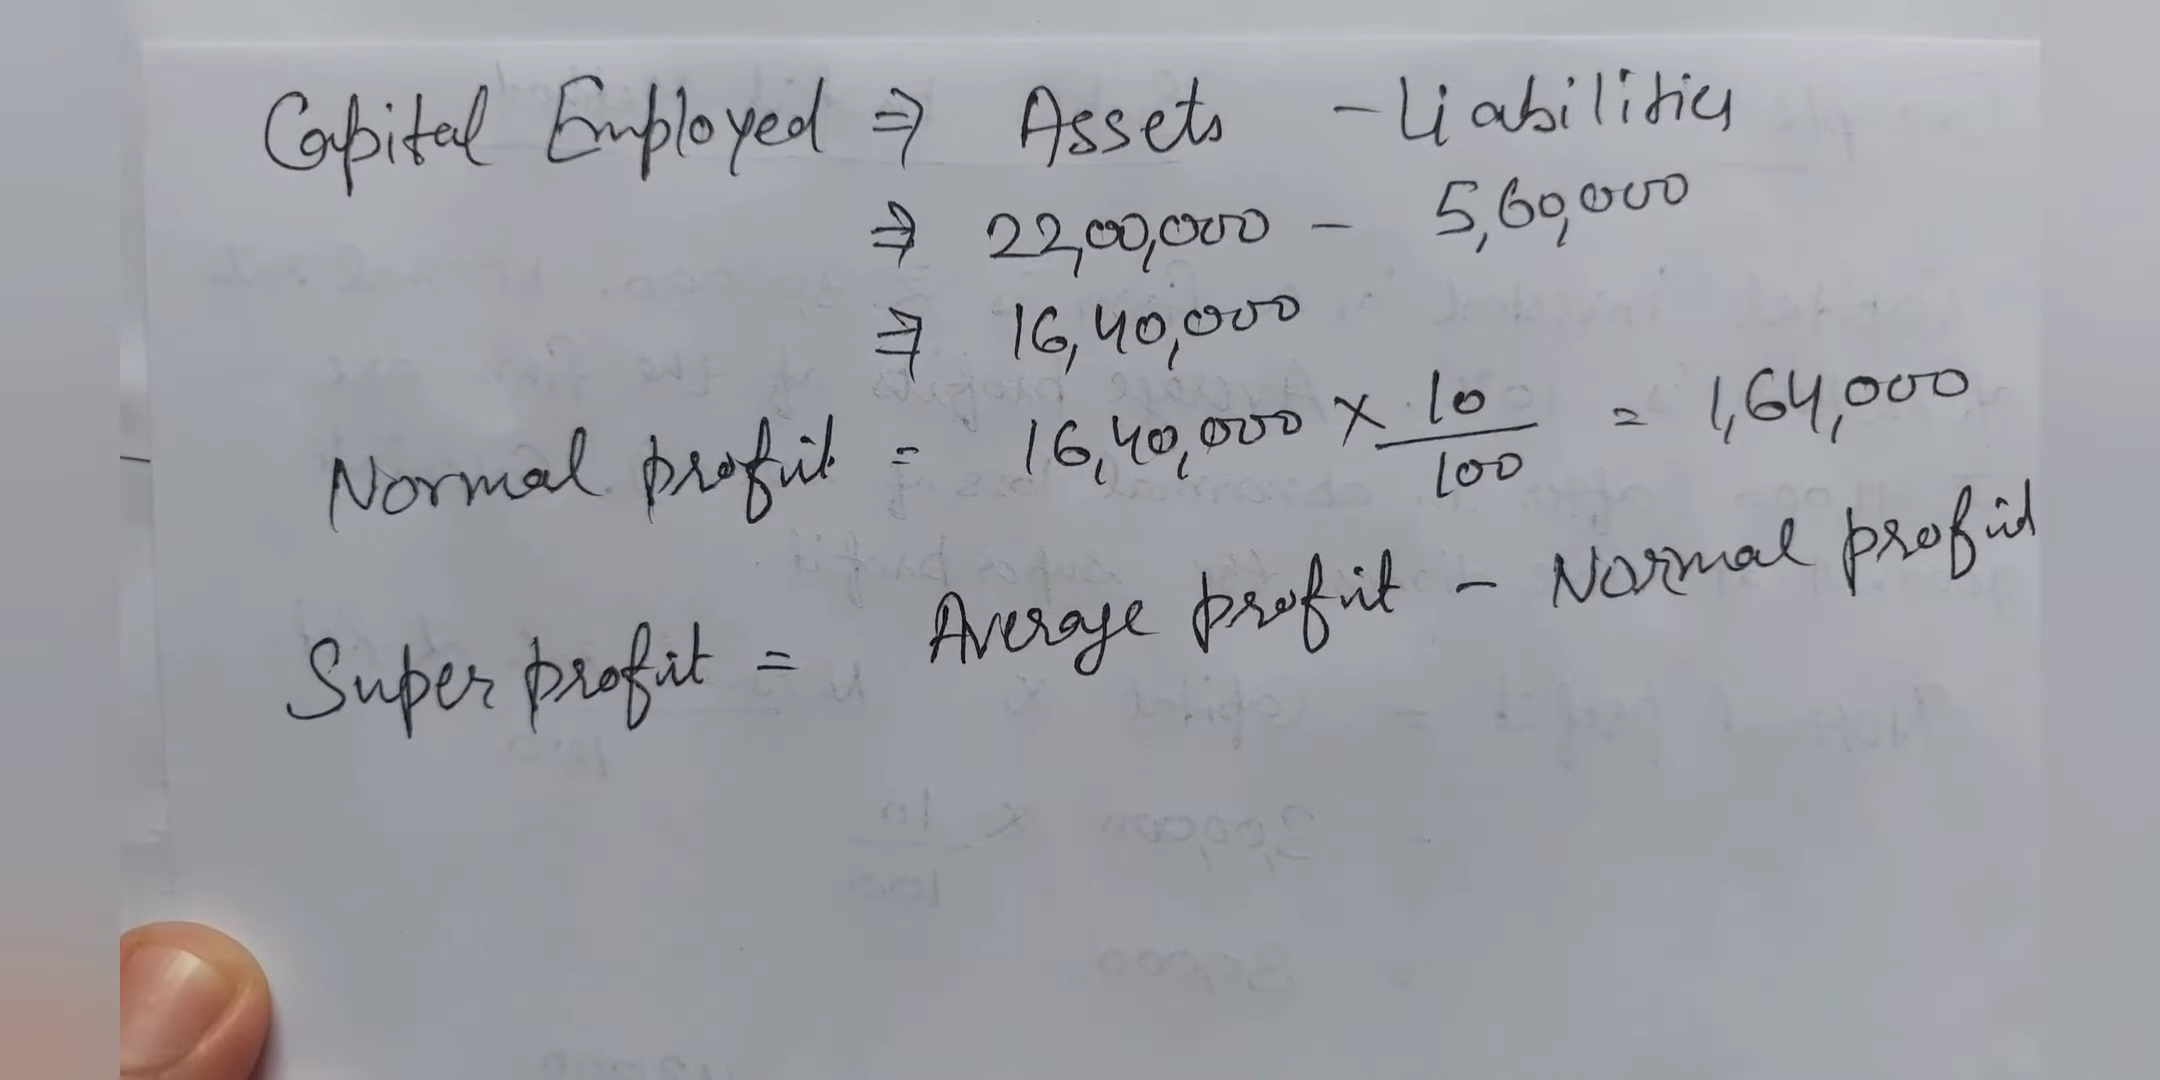 Capital Employed ⇒ Assets - Liabilities
⇒ 22,00,000 - 5,60,000
⇒ 16,40,000
Normal profit = 16,40,000 × 10/100 = 1,64,000
Super profit = Average profit - Normal profit